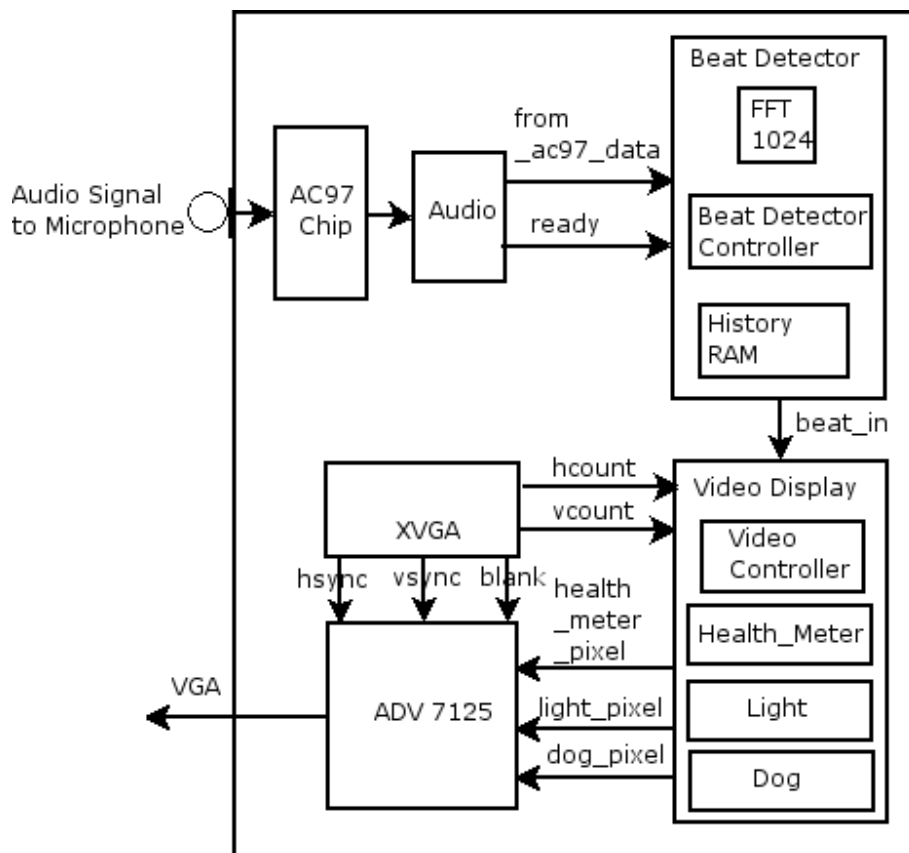 Beat Detector
FFT
1024
from
_ac97_data
Audio Signal
to Microphone
AC97
Chip
Audio
ready
Beat Detector
Controller
History
RAM
beat_in
hcount
Video Display
vcount
XVGA
Video
Controller
hsync
vsync
blank
health
_meter
_pixel
Health_Meter
VGA
ADV 7125
light_pixel
Light
dog_pixel
Dog